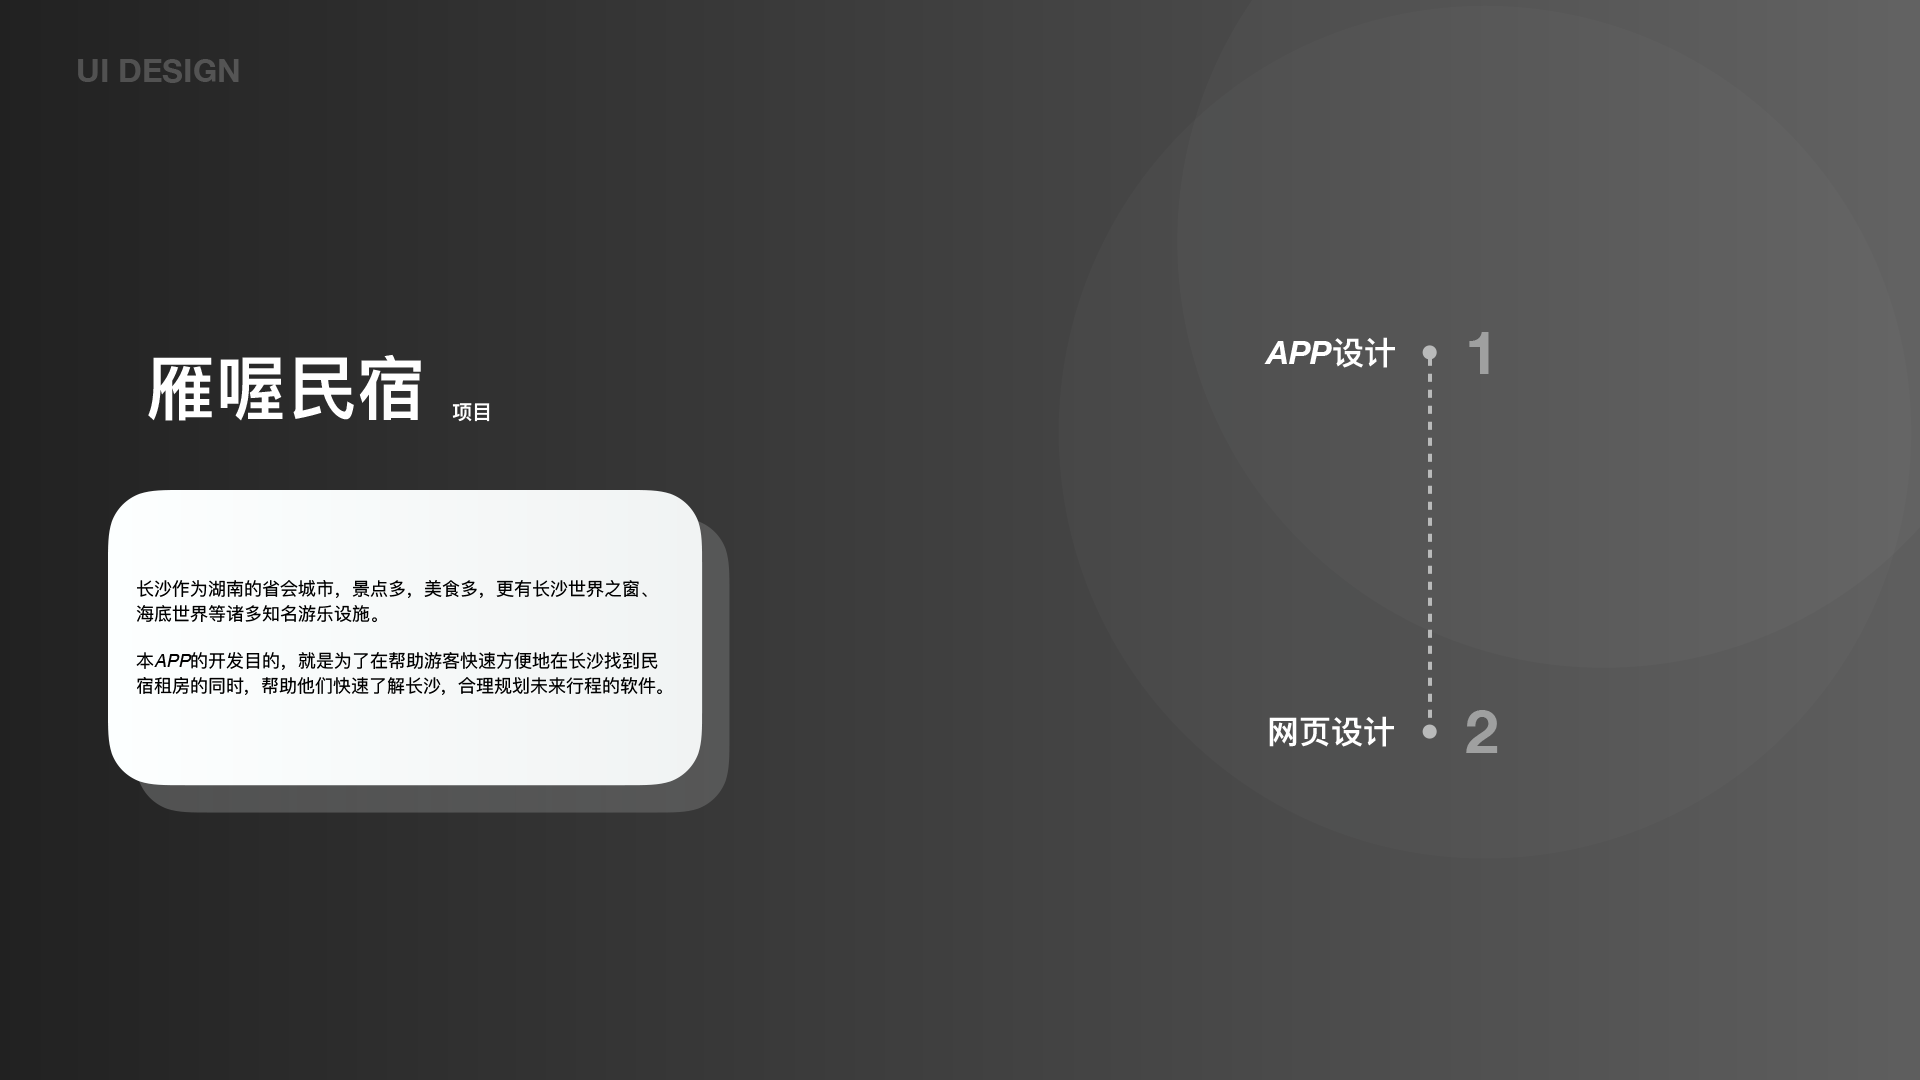 UI DESIGN
雁喔民宿 项目
长沙作为湖南的省会城市，景点多，美食多，更有长沙世界之窗、
海底世界等诸多知名游乐设施。
本APP的开发目的，就是为了在帮助游客快速方便地在长沙找到民
宿租房的同时，帮助他们快速了解长沙，合理规划未来行程的软件。
APP设计 1
网页设计 2